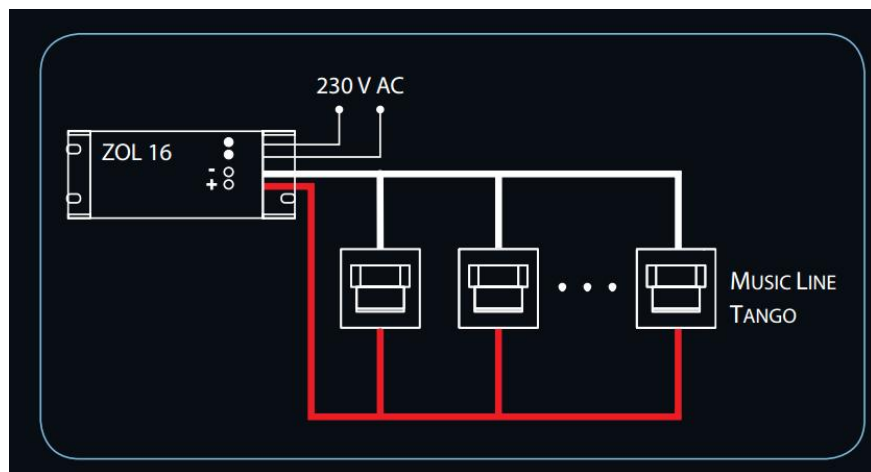 230 V AC
ZOL 16
-
+
MUSIC LINE
TANGO